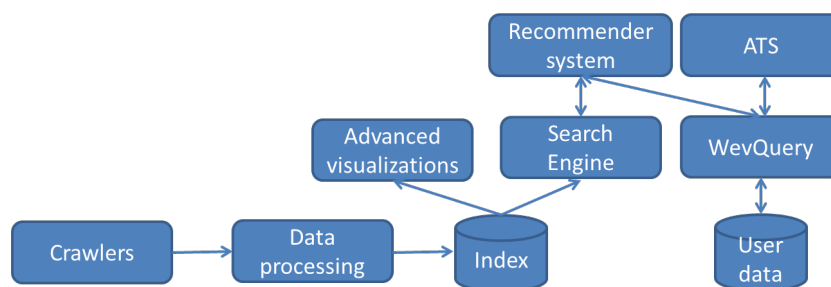 Recommender
system
ATS
Advanced
visualizations
Search
Engine
WevQuery
Crawlers
Data
processing
Index
User
data